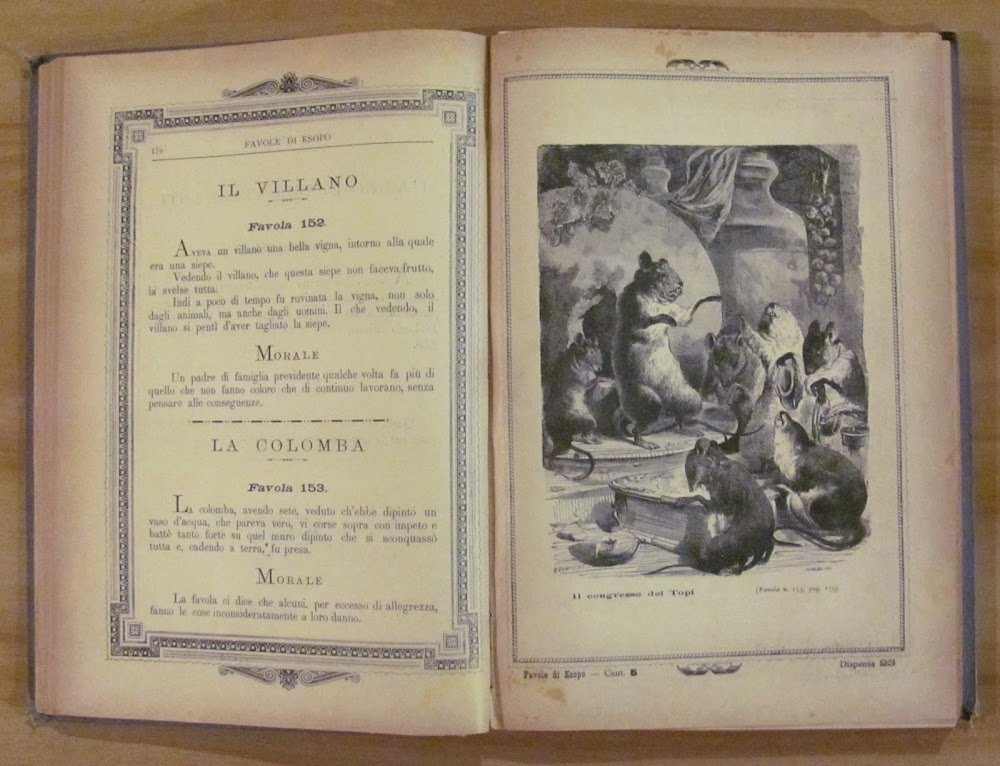 176
FAVOLE DI ESOPO
IL VILLANO
Favola 152.
AVEVA un villano una bella vigna, intorno alla quale
era una siepe.
Vedendo il villano, che questa siepe non faceva frutto,
la svelse tutta.
Indi a poco di tempo fu rovinata la vigna, non solo
dagli animali, ma anche dagli uomini. Il che vedendo, il
villano si pentì d'aver tagliato la siepe.
MORALE
Un padre di famiglia previdente qualche volta fa più di
quello che non fanno coloro che di continuo lavorano, senza
pensare alle conseguenze.
LA COLOMBA
Favola 153.
LA colomba, avendo sete, veduto ch'ebbe dipinto un
vaso d'acqua, che pareva vero, vi corse sopra con impeto e
battè tanto forte su quel muro dipinto che si sconquassò
tutta e, cadendo a terra, fu presa.
MORALE
La favola ci dice che alcuni, per eccesso di allegrezza,
fanno le cose inconsideratamente a loro danno.
Il congresso dei Topi
(Favola n. pag.
Favole di Esopo — Cent. 5
Dispensa 23